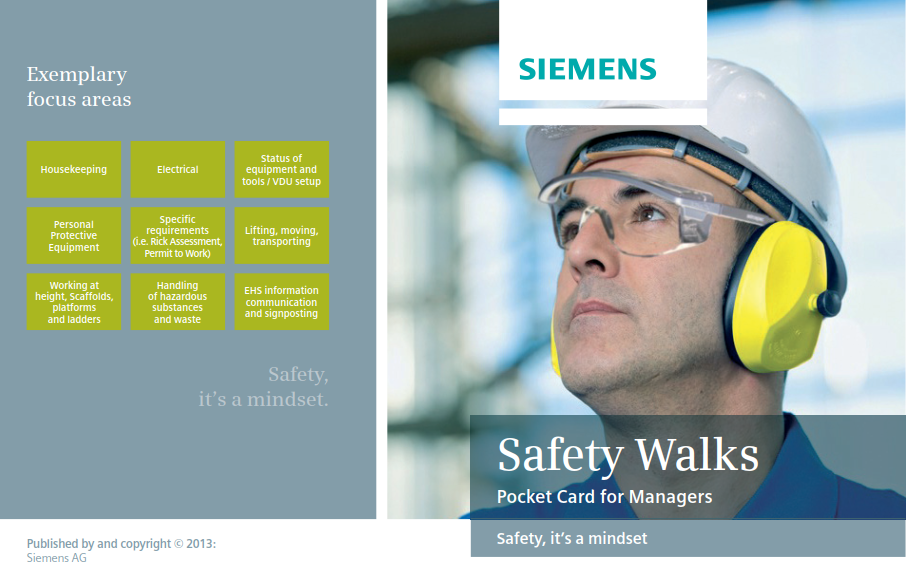 Exemplary
focus areas
Housekeeping
Electrical
Status of
equipment and
tools / VDU setup
Personal
Protective
Equipment
Specific
requirements
(i.e. Rick Assessment,
Permit to Work)
Lifting, moving,
transporting
Working at
height, Scaffolds,
platforms
and ladders
Handling
of hazardous
substances
and waste
EHS information
communication
and signposting
Safety,
it's a mindset.
Published by and copyright © 2013:
Siemens AG
SIEMENS
Safety Walks
Pocket Card for Managers
Safety, it's a mindset